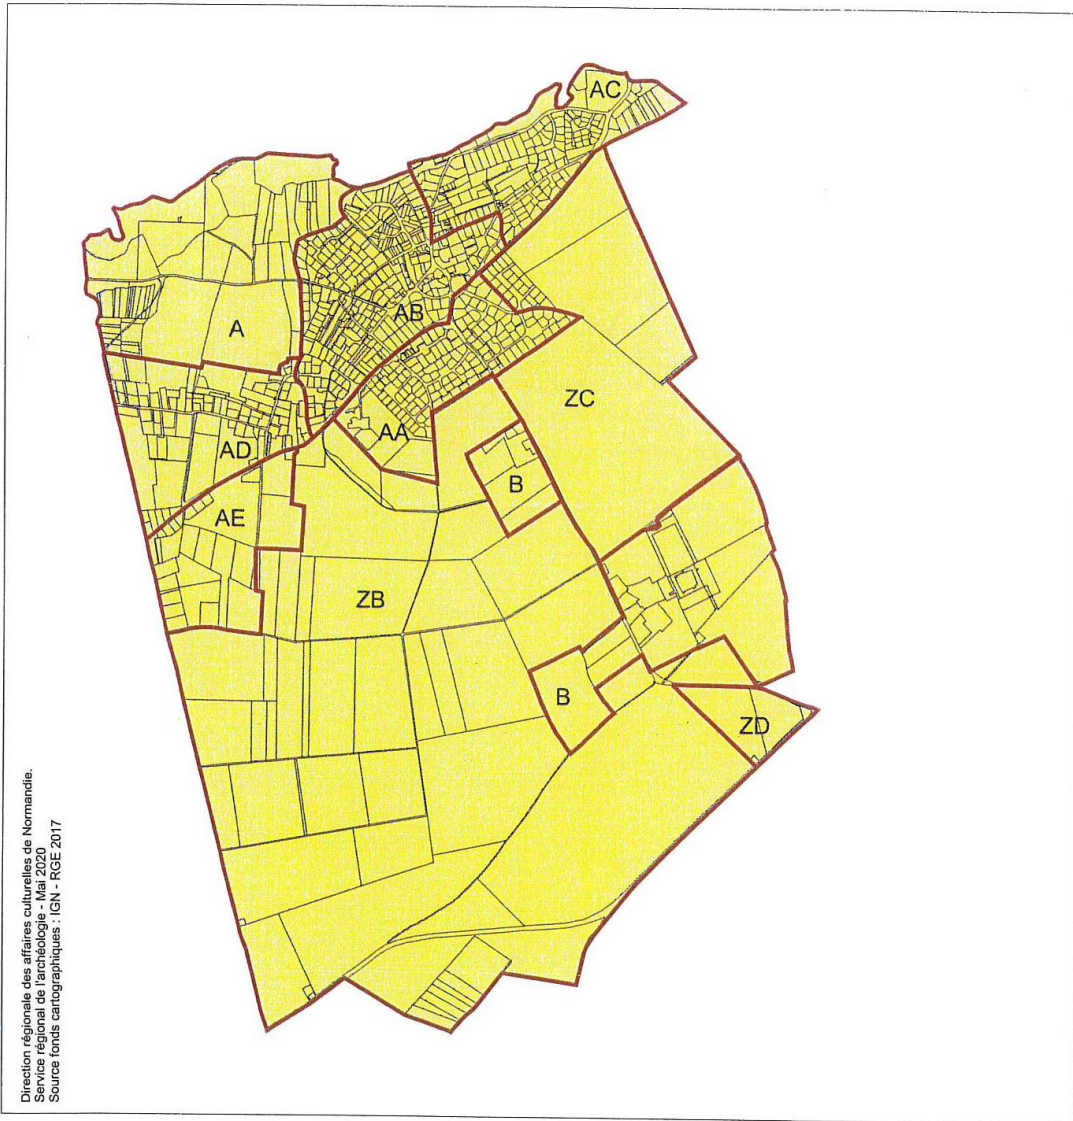 AC
A
AB
ZC
AA
AD
B
AE
ZB
B
ZD
Direction régionale des affaires culturelles de Normandie.
Service régional de l'archéologie - Mai 2020
Source fonds cartographiques : IGN - RGE 2017